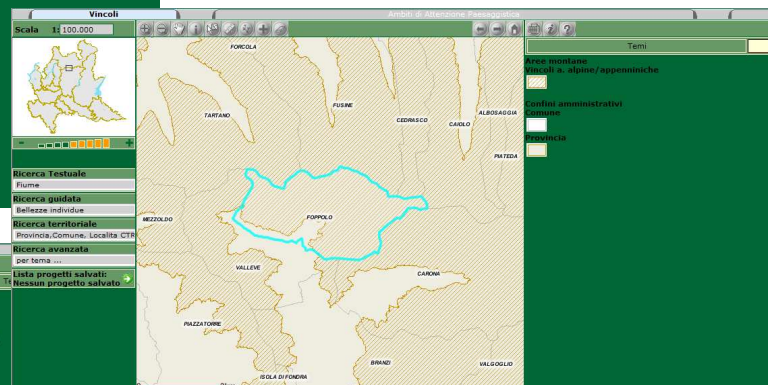 Vincoli
Ambiti di Attenzione Paesaggistica
Scala 1: 100.000
Temi
Aree montane
Vincoli a. alpine/appenniniche
Confini amministrativi
Comune
Provincia
- +
Ricerca Testuale
Fiume
Ricerca guidata
Bellezze individue
Ricerca territoriale
Provincia,Comune, Localita CTR
Ricerca avanzata
per tema ...
Lista progetti salvati:
Nessun progetto salvato
FORCOLA
TARTANO
FUSINE
CEDRASCO
CAIOLO
ALBOSAGGIA
PIATEDA
MEZZOLDO
FOPPOLO
VALLEVE
CARONA
PIAZZATORRE
BRANZI
VALGOGLIO
ISOLA DI FONDRA